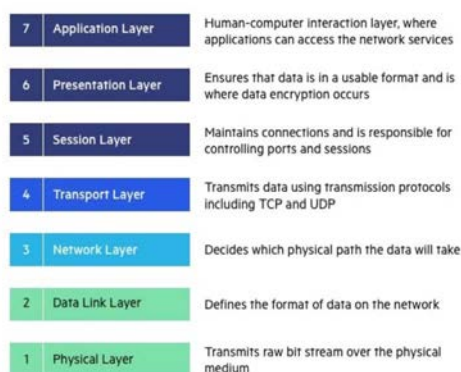 7 Application Layer
Human-computer interaction layer, where
applications can access the network services
6 Presentation Layer
Ensures that data is in a usable format and is
where data encryption occurs
5 Session Layer
Maintains connections and is responsible for
controlling ports and sessions
4 Transport Layer
Transmits data using transmission protocols
including TCP and UDP
3 Network Layer
Decides which physical path the data will take
2 Data Link Layer
Defines the format of data on the network
1 Physical Layer
Transmits raw bit stream over the physical
medium